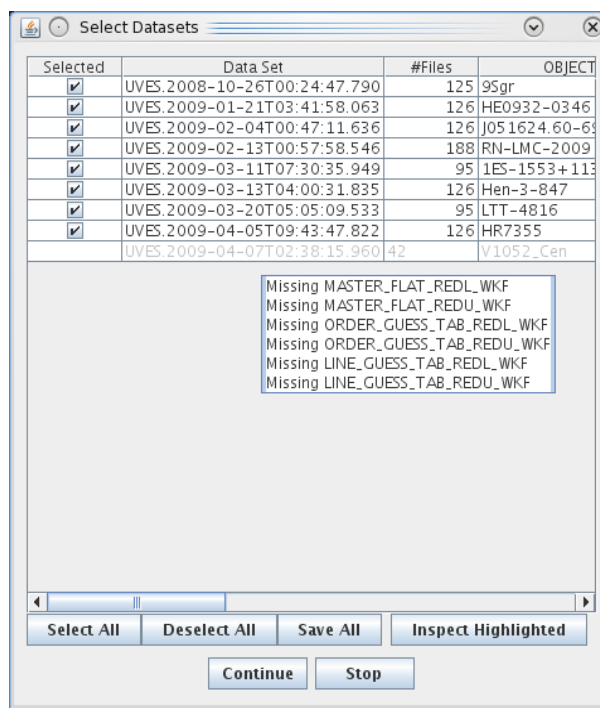 Select Datasets
Selected Data Set #Files OBJECT
UVES.2008-10-26T00:24:47.790 125 9Sgr
UVES.2009-01-21T03:41:58.063 126 HE0932-0346
UVES.2009-02-04T00:47:11.636 126 J051624.60-69
UVES.2009-02-13T00:57:58.546 188 RN-LMC-2009
UVES.2009-03-11T07:30:35.949 95 1ES-1553+113
UVES.2009-03-13T04:00:31.835 126 Hen-3-847
UVES.2009-03-20T05:05:09.533 95 LTT-4816
UVES.2009-04-05T09:43:47.822 126 HR7355
UVES.2009-04-07T02:38:15.960 42 V1052_Cen
Missing MASTER_FLAT_REDL_WKF
Missing MASTER_FLAT_REDU_WKF
Missing ORDER_GUESS_TAB_REDL_WKF
Missing ORDER_GUESS_TAB_REDU_WKF
Missing LINE_GUESS_TAB_REDL_WKF
Missing LINE_GUESS_TAB_REDU_WKF
Select All Deselect All Save All Inspect Highlighted
Continue Stop